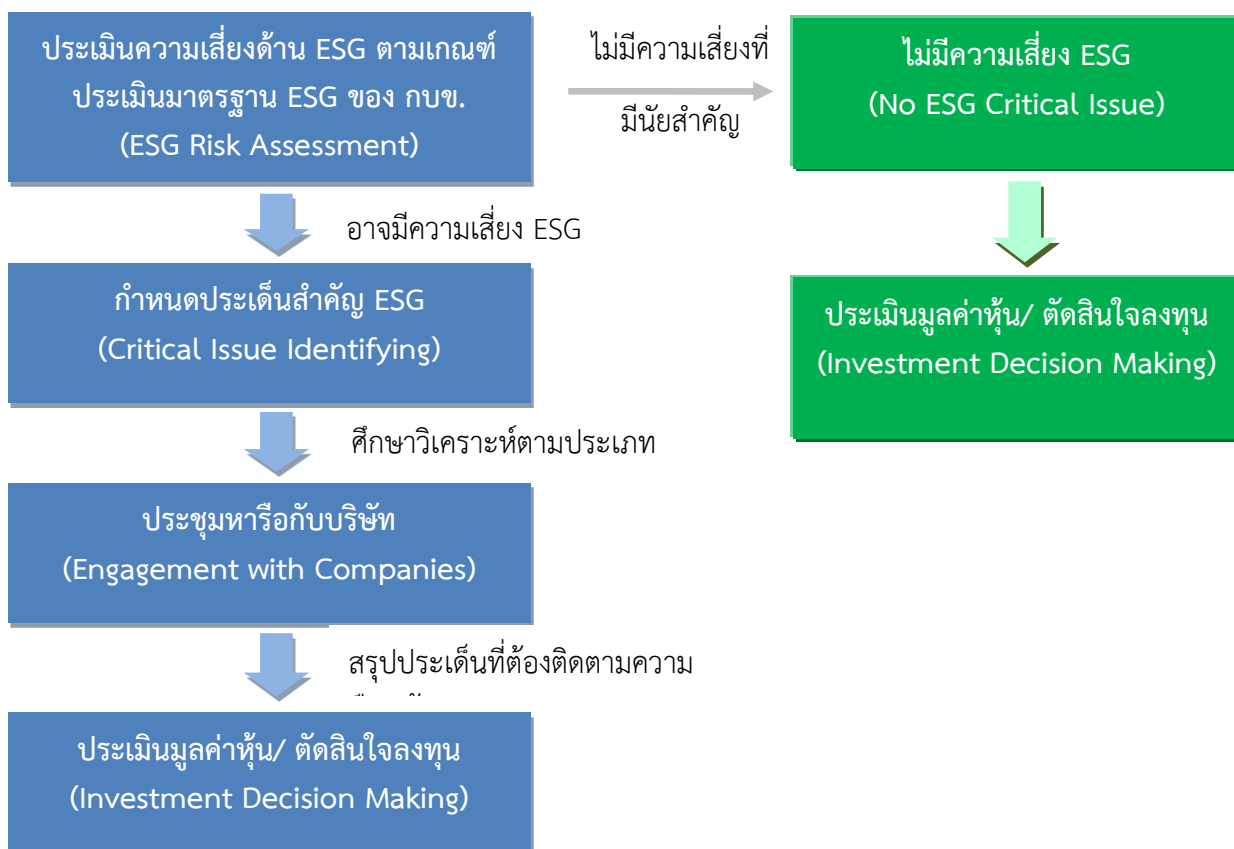 ประเมินความเสี่ยงด้าน ESG ตามเกณฑ์
ประเมินมาตรฐาน ESG ของ กบข.
(ESG Risk Assessment)
ไม่มีความเสี่ยงที่
มีนัยสำคัญ
ไม่มีความเสี่ยง ESG
(No ESG Critical Issue)
อาจมีความเสี่ยง ESG
กำหนดประเด็นสำคัญ ESG
(Critical Issue Identifying)
ประเมินมูลค่าหุ้น/ ตัดสินใจลงทุน
(Investment Decision Making)
ศึกษาวิเคราะห์ตามประเภท
ประชุมหารือกับบริษัท
(Engagement with Companies)
สรุปประเด็นที่ต้องติดตามความ
ประเมินมูลค่าหุ้น/ ตัดสินใจลงทุน
(Investment Decision Making)